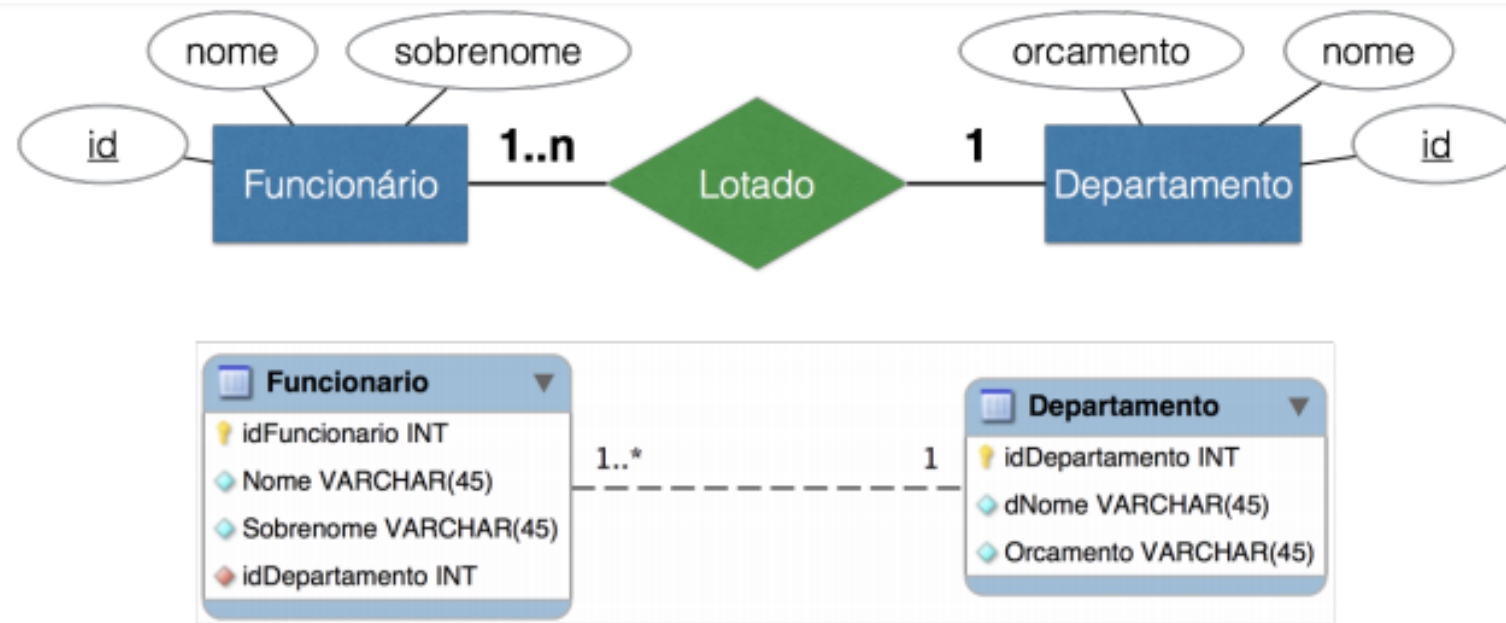 nome
sobrenome
orcamento
nome
id
id
Funcionário
1..n
Lotado
1
Departamento
Funcionario
idFuncionario INT
Nome VARCHAR(45)
Sobrenome VARCHAR(45)
idDepartamento INT
1..*
1
Departamento
idDepartamento INT
dNome VARCHAR(45)
Orcamento VARCHAR(45)